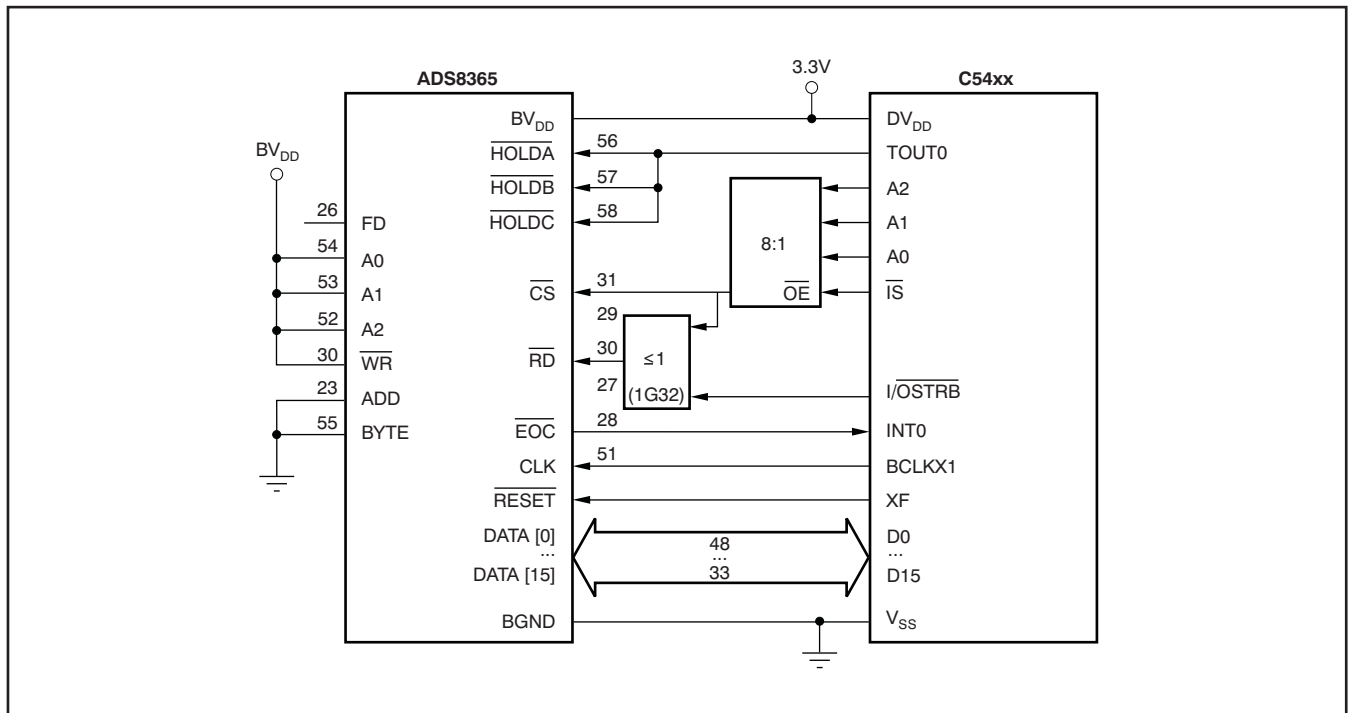 ADS8365
3.3V
C54xx
BVDD
BVDD
DVDD
HOLDA
56
TOUT0
HOLDB
57
A2
26
FD
HOLDC
58
A1
54
A0
8:1
A0
53
A1
CS
31
OE
IS
52
A2
29
30
WR
RD
30
≤1
23
ADD
27
(1G32)
I/OSTRB
55
BYTE
EOC
28
INT0
CLK
51
BCLKX1
RESET
XF
DATA [0]
48
D0
...
...
...
DATA [15]
33
D15
BGND
VSS